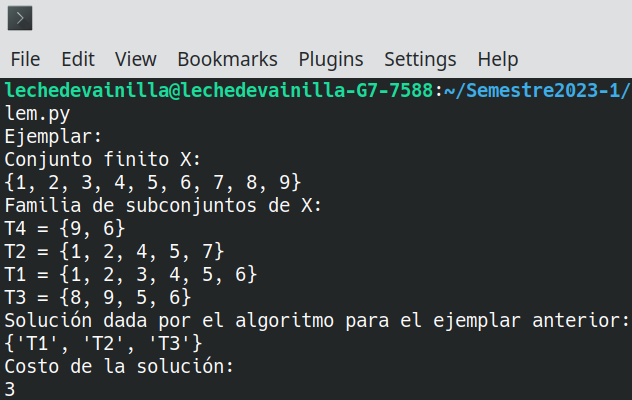 File Edit View Bookmarks Plugins Settings Help
lechedevainilla@lechedevainilla-G7-7588:~/Semestre2023-1/
lem.py
Ejemplar:
Conjunto finito X:
{1, 2, 3, 4, 5, 6, 7, 8, 9}
Familia de subconjuntos de X:
T4 = {9, 6}
T2 = {1, 2, 4, 5, 7}
T1 = {1, 2, 3, 4, 5, 6}
T3 = {8, 9, 5, 6}
Solución dada por el algoritmo para el ejemplar anterior:
{'T1', 'T2', 'T3'}
Costo de la solución:
3